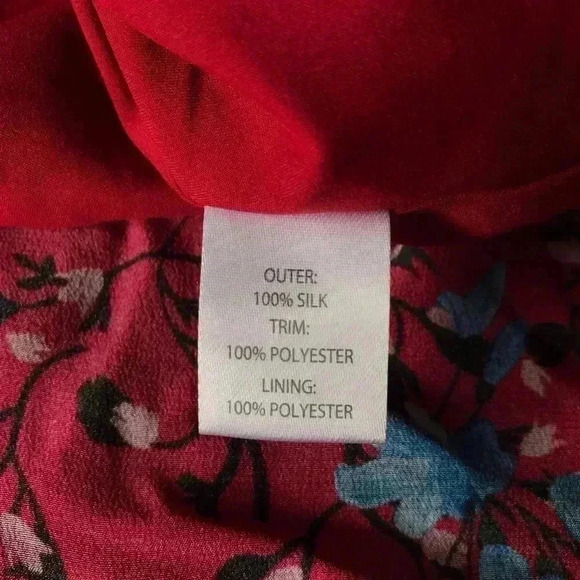 OUTER:
100% SILK
TRIM:
100% POLYESTER
LINING:
100% POLYESTER